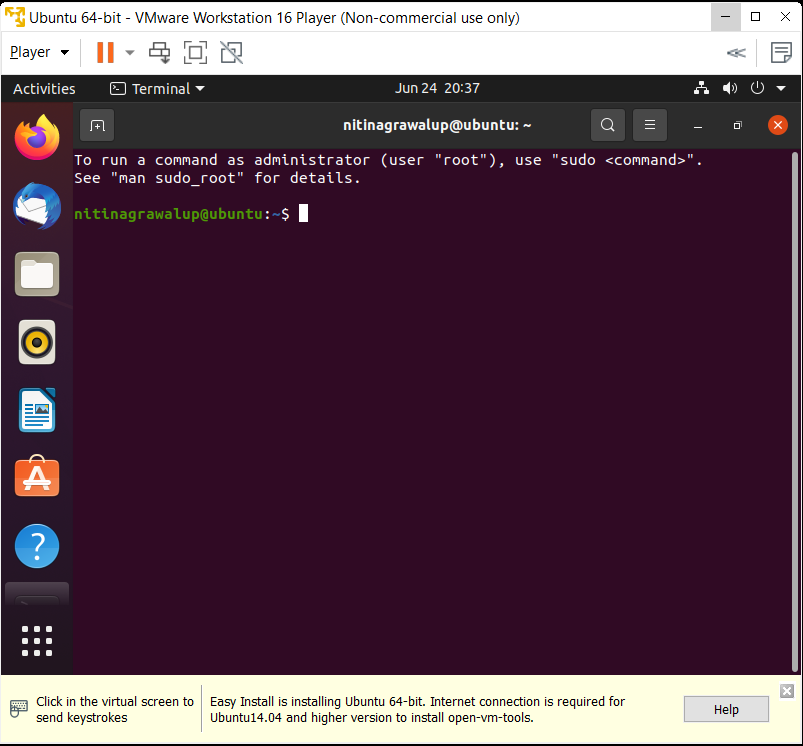 Ubuntu 64-bit - VMware Workstation 16 Player (Non-commercial use only)
Player
Activities
Terminal
Jun 24 20:37
nitinagrawalup@ubuntu: ~
To run a command as administrator (user "root"), use "sudo <command>".
See "man sudo_root" for details.
nitinagrawalup@ubuntu:~$
Click in the virtual screen to
send keystrokes
Easy Install is installing Ubuntu 64-bit. Internet connection is required for
Ubuntu14.04 and higher version to install open-vm-tools.
Help